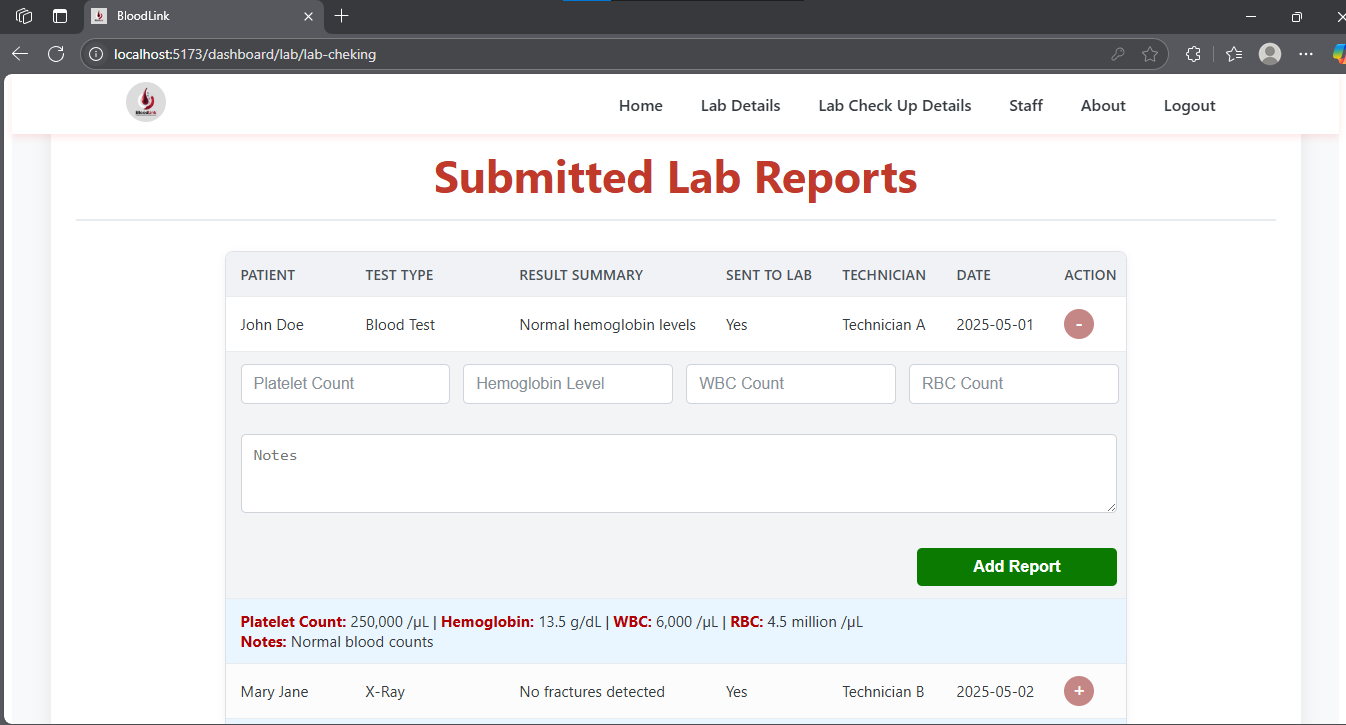 BloodLink
localhost:5173/dashboard/lab/lab-cheking
BloodLink
Home Lab Details Lab Check Up Details Staff About Logout
Submitted Lab Reports
PATIENT TEST TYPE RESULT SUMMARY SENT TO LAB TECHNICIAN DATE ACTION
John Doe Blood Test Normal hemoglobin levels Yes Technician A 2025-05-01 -
Platelet Count Hemoglobin Level WBC Count RBC Count
Notes
Add Report
Platelet Count: 250,000 /µL | Hemoglobin: 13.5 g/dL | WBC: 6,000 /µL | RBC: 4.5 million /µL
Notes: Normal blood counts
Mary Jane X-Ray No fractures detected Yes Technician B 2025-05-02 +